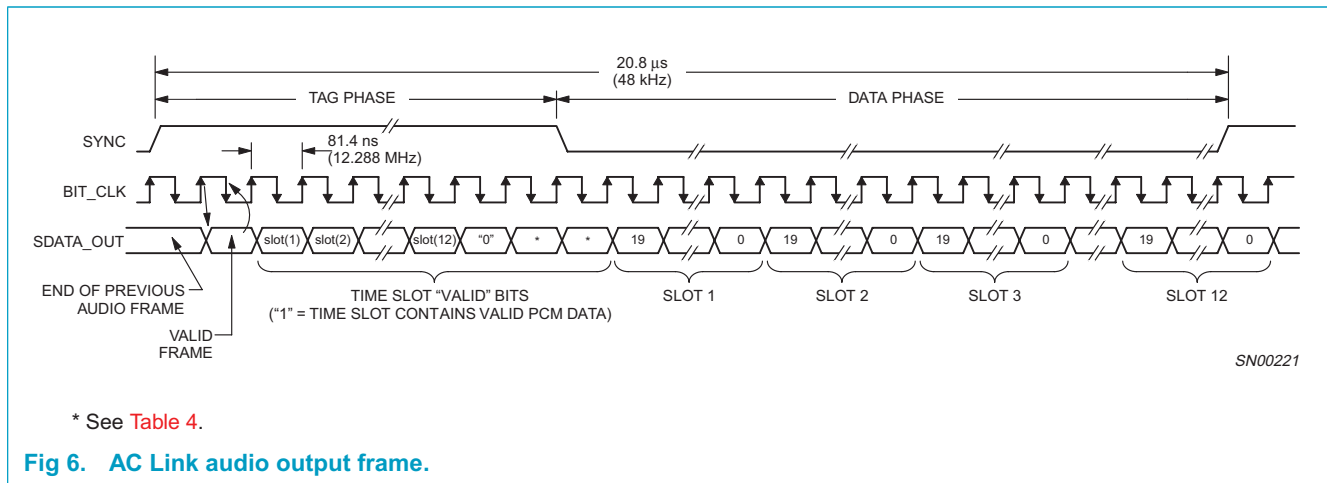 20.8 µs
(48 kHz)
TAG PHASE
DATA PHASE
SYNC
81.4 ns
(12.288 MHz)
BIT_CLK
SDATA_OUT
slot(1) slot(2) slot(12) “0” * * 19 0 19 0 19 0 19 0
END OF PREVIOUS
AUDIO FRAME
VALID
FRAME
TIME SLOT “VALID” BITS
(“1” = TIME SLOT CONTAINS VALID PCM DATA)
SLOT 1
SLOT 2
SLOT 3
SLOT 12
SN00221
* See Table 4.
Fig 6. AC Link audio output frame.